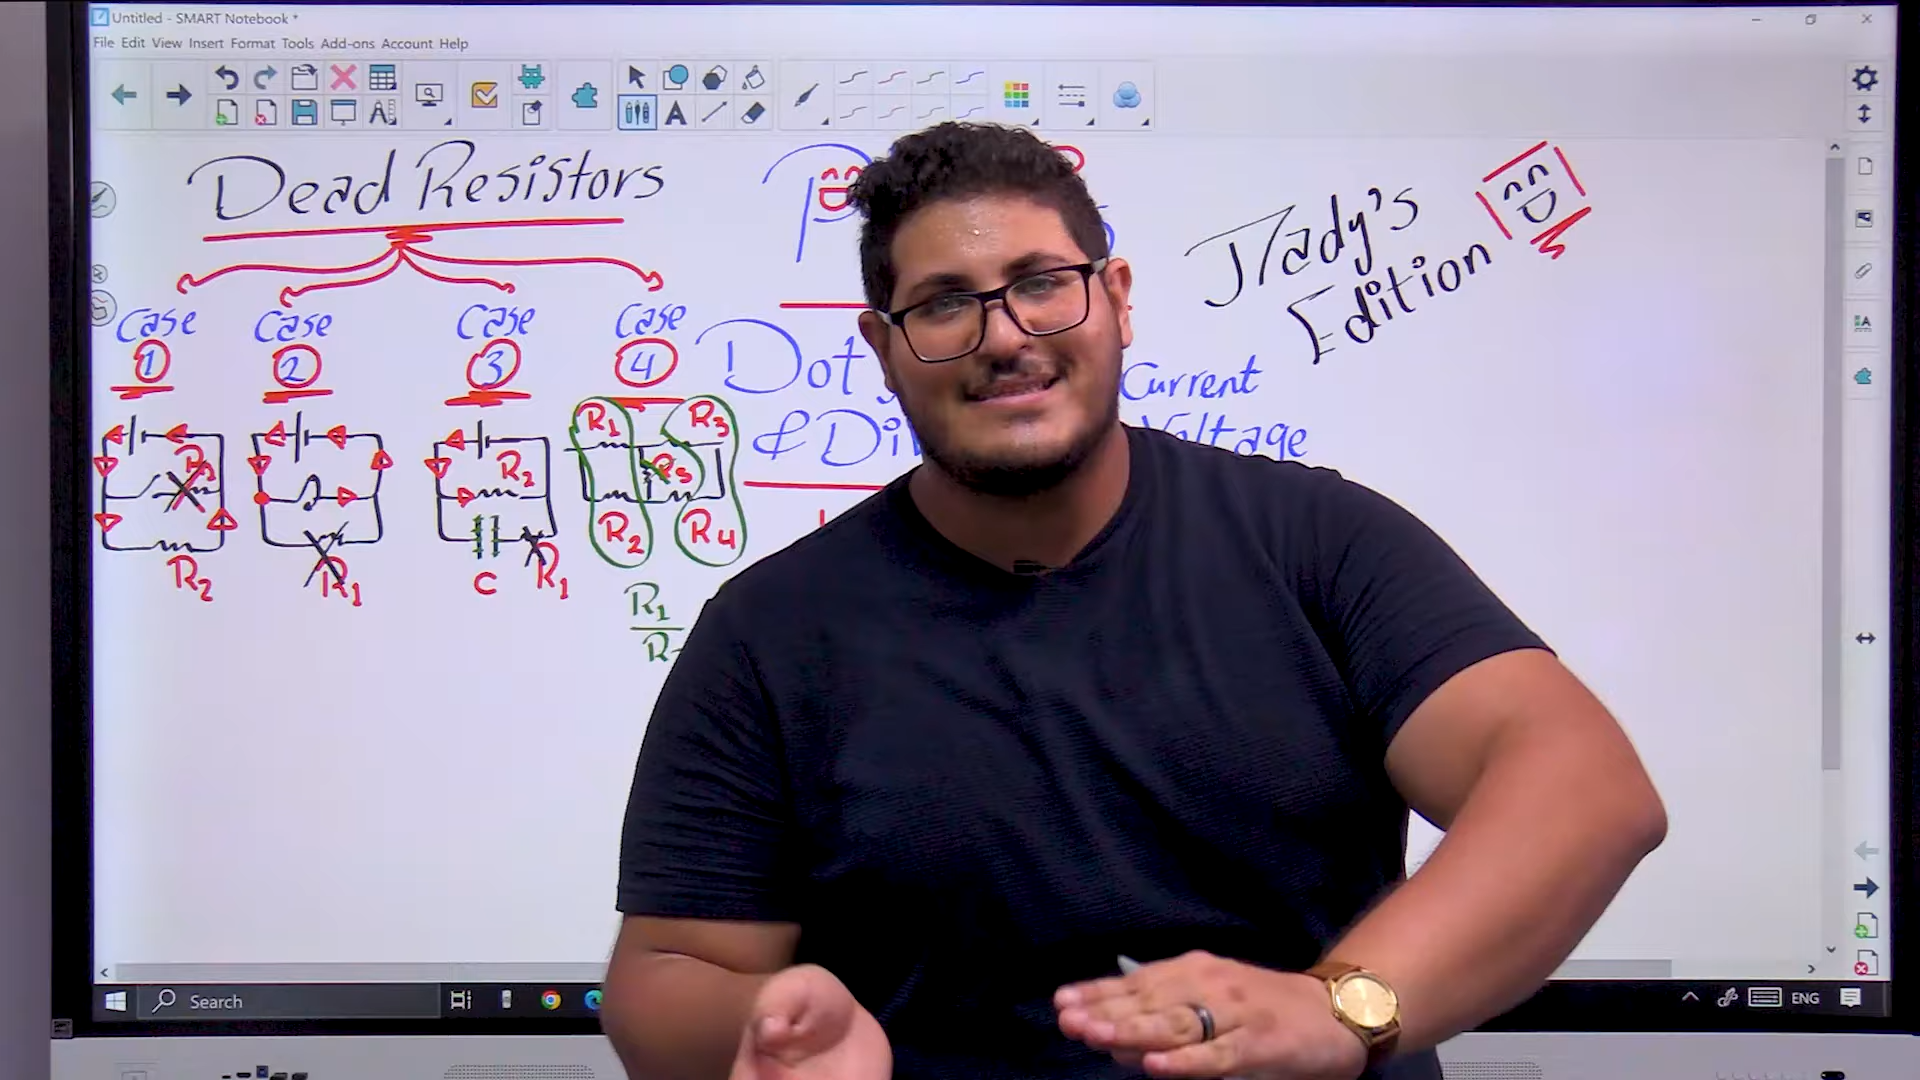 Untitled - SMART Notebook *
File Edit View Insert Format Tools Add-ons Account Help
Dead Resistors
Case
1
Case
2
Case
3
Case
4
R2
R1
R2
C
R1
R1
R3
R5
R2
R4
R1
R
Dot
& Di
Current
Voltage
Edition
Search
ENG